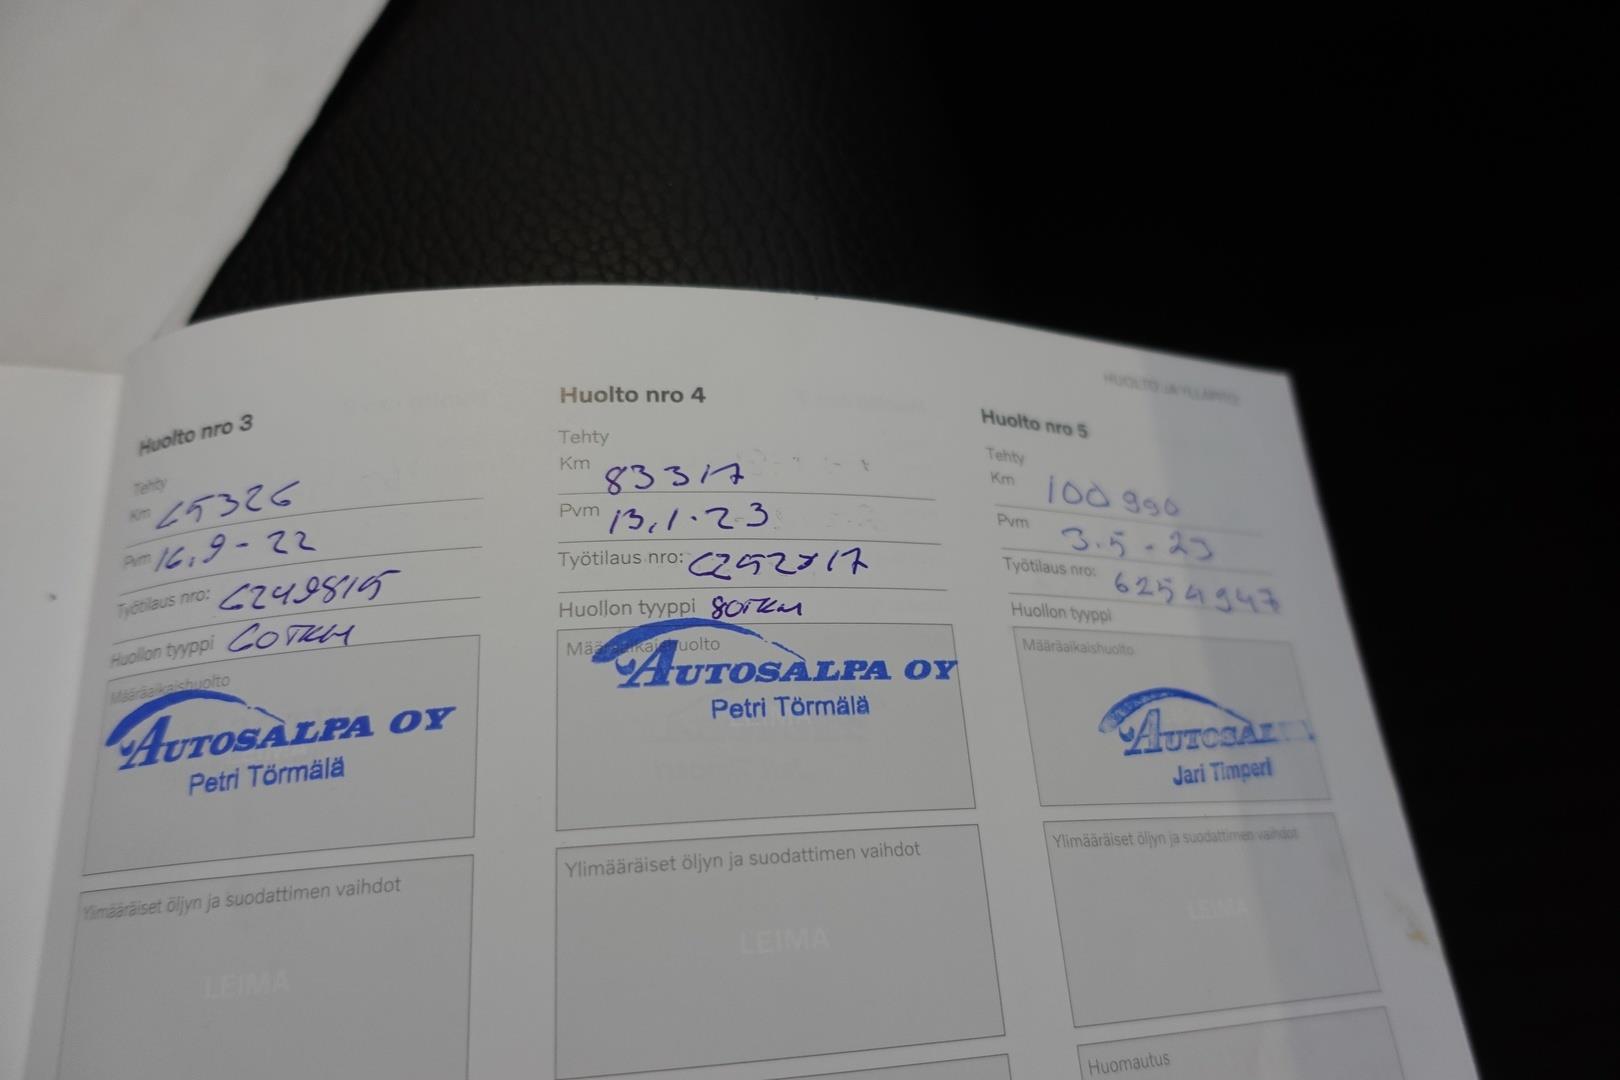 HUOLTO JA YLLÄPITO
Huolto nro 3
Tehty
Km 65326
Pvm 16.9-22
Työtilaus nro: 6249815
Huollon tyyppi 60TKM
Määräaikaishuolto
AUTOSALPA OY
Petri Törmälä
Ylimääräiset öljyn ja suodattimen vaihdot
LEIMA
Huolto nro 4
Tehty
Km 83317
Pvm 13.1.23
Työtilaus nro:
Huollon tyyppi 80TKM
Määräaikaishuolto
AUTOSALPA OY
Petri Törmälä
Ylimääräiset öljyn ja suodattimen vaihdot
LEIMA
Huolto nro 5
Tehty
Km 100990
Pvm 3.5-23
Työtilaus nro: 6254947
Huollon tyyppi
Määräaikaishuolto
Jari Timperi
Ylimääräiset öljyn ja suodattimen vaihdot
LEIMA
Huomautus